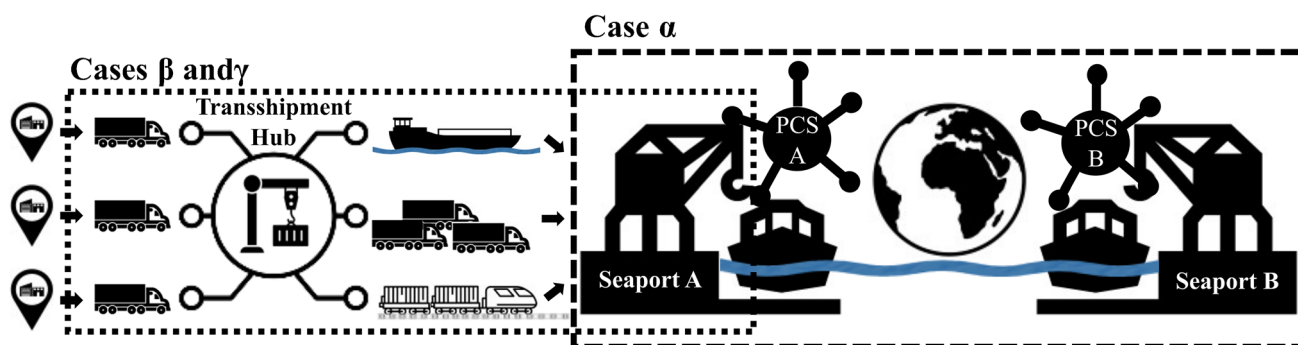 Case α
Cases β andγ
Transshipment
Hub
PCS
A
PCS
B
Seaport A
Seaport B